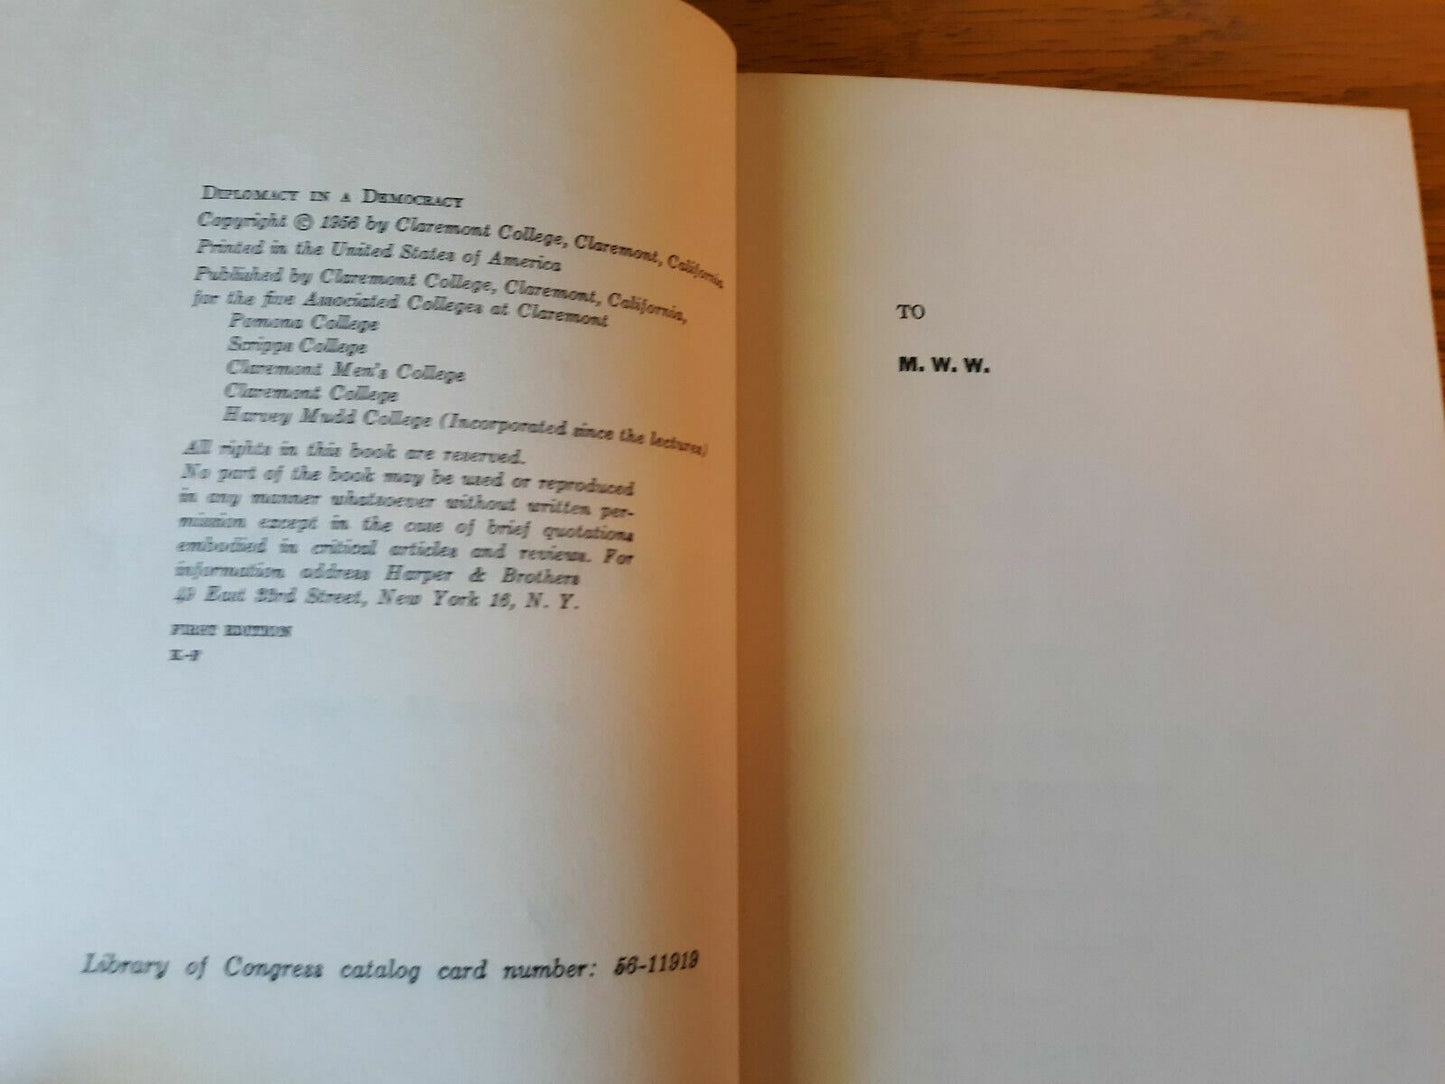 DIPLOMACY IN A DEMOCRACY
Copyright © 1956 by Claremont College, Claremont, California
Printed in the United States of America
Published by Claremont College, Claremont, California,
for the five Associated Colleges at Claremont
Pomona College
Scripps College
Claremont Men's College
Claremont College
Harvey Mudd College (Incorporated since the lectures)
All rights in this book are reserved.
No part of the book may be used or reproduced
in any manner whatsoever without written per-
mission except in the case of brief quotations
embodied in critical articles and reviews. For
information address Harper & Brothers
49 East 33rd Street, New York 16, N. Y.
FIRST EDITION
K-F
Library of Congress catalog card number: 56-11919
TO
M. W. W.